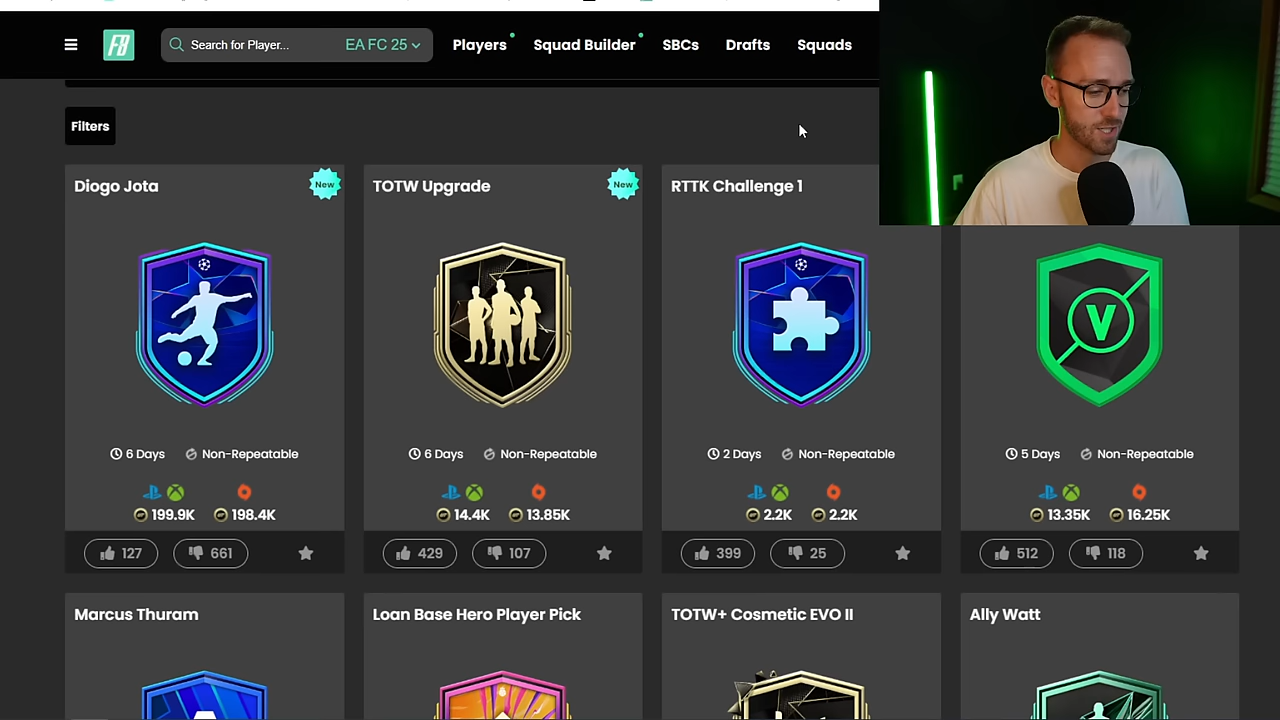 FB
Search for Player...
EA FC 25
Players
Squad Builder
SBCs
Drafts
Squads
Filters
Diogo Jota
New
6 Days
Non-Repeatable
199.9K
198.4K
127
661
TOTW Upgrade
New
6 Days
Non-Repeatable
14.4K
13.85K
429
107
RTTK Challenge 1
2 Days
Non-Repeatable
2.2K
2.2K
399
25
V
5 Days
Non-Repeatable
13.35K
16.25K
512
118
Marcus Thuram
Loan Base Hero Player Pick
TOTW+ Cosmetic EVO II
Ally Watt